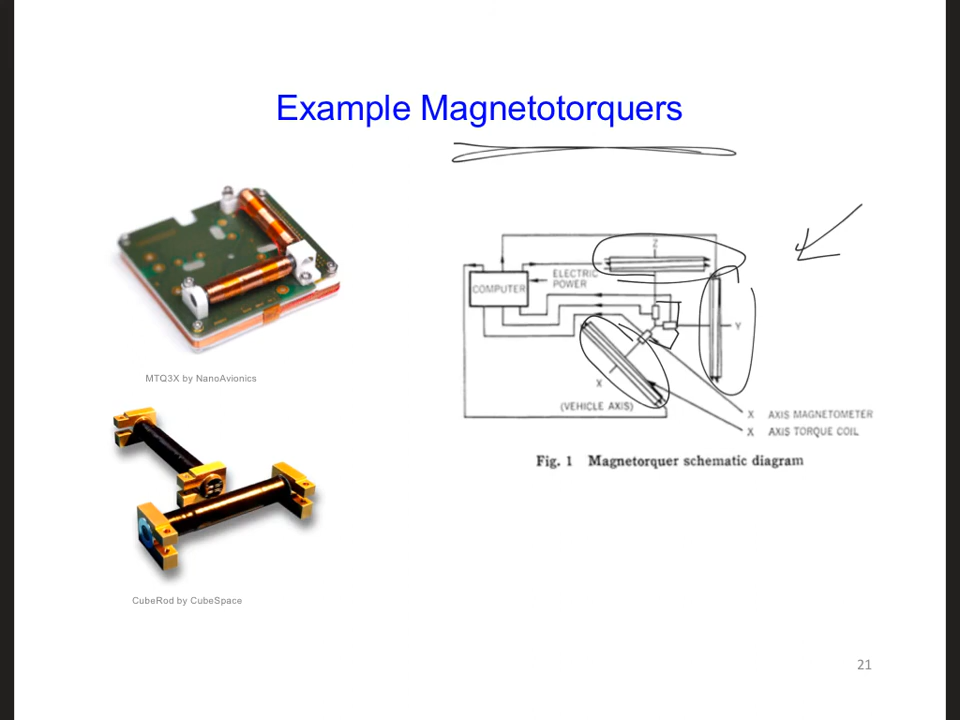 Example Magnetotorquers
MTQ3X by NanoAvionics
CubeRod by CubeSpace
Z
COMPUTER
ELECTRIC
POWER
Y
X
(VEHICLE AXIS)
X AXIS MAGNETOMETER
X AXIS TORQUE COIL
Fig. 1 Magnetorquer schematic diagram
21